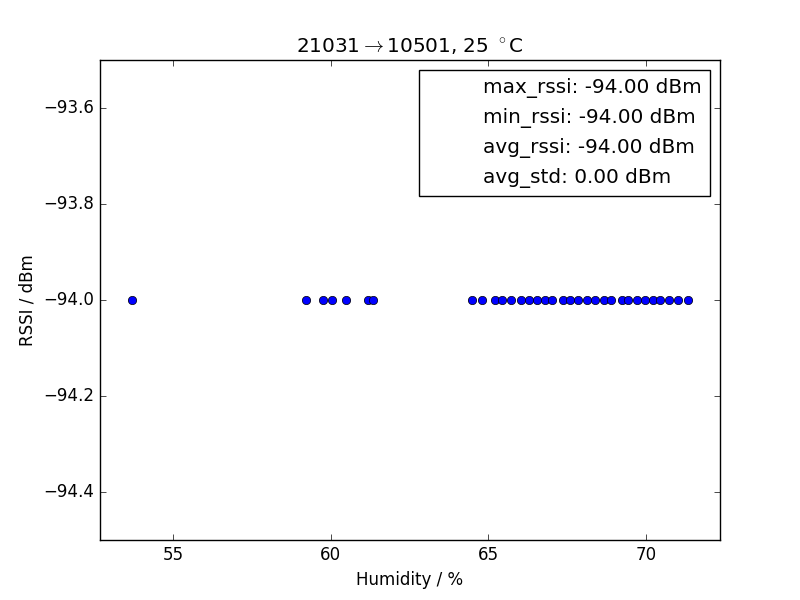 21031→10501, 25 °C
max_rssi: -94.00 dBm
min_rssi: -94.00 dBm
avg_rssi: -94.00 dBm
avg_std: 0.00 dBm
RSSI / dBm
−93.6
−93.8
−94.0
−94.2
−94.4
55 60 65 70
Humidity / %